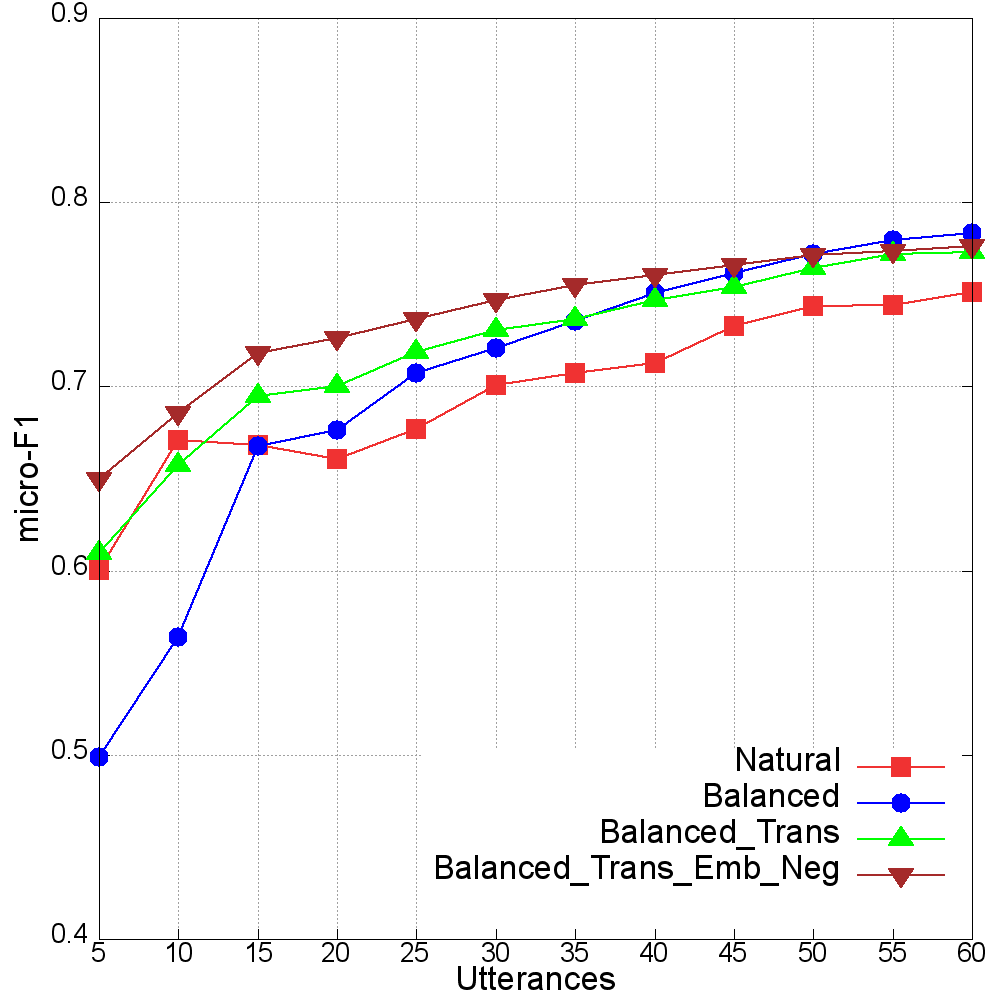 0.9
0.8
0.7
0.6
0.5
0.4
micro-F1
Natural
Balanced
Balanced_Trans
Balanced_Trans_Emb_Neg
5 10 15 20 25 30 35 40 45 50 55 60
Utterances